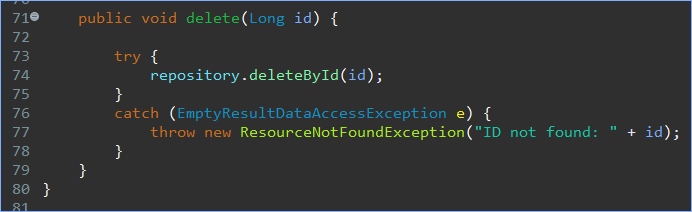 71 public void delete(Long id) {
72
73 try {
74 repository.deleteById(id);
75 }
76 catch (EmptyResultDataAccessException e) {
77 throw new ResourceNotFoundException("ID not found: " + id);
78 }
79 }
80 }
81